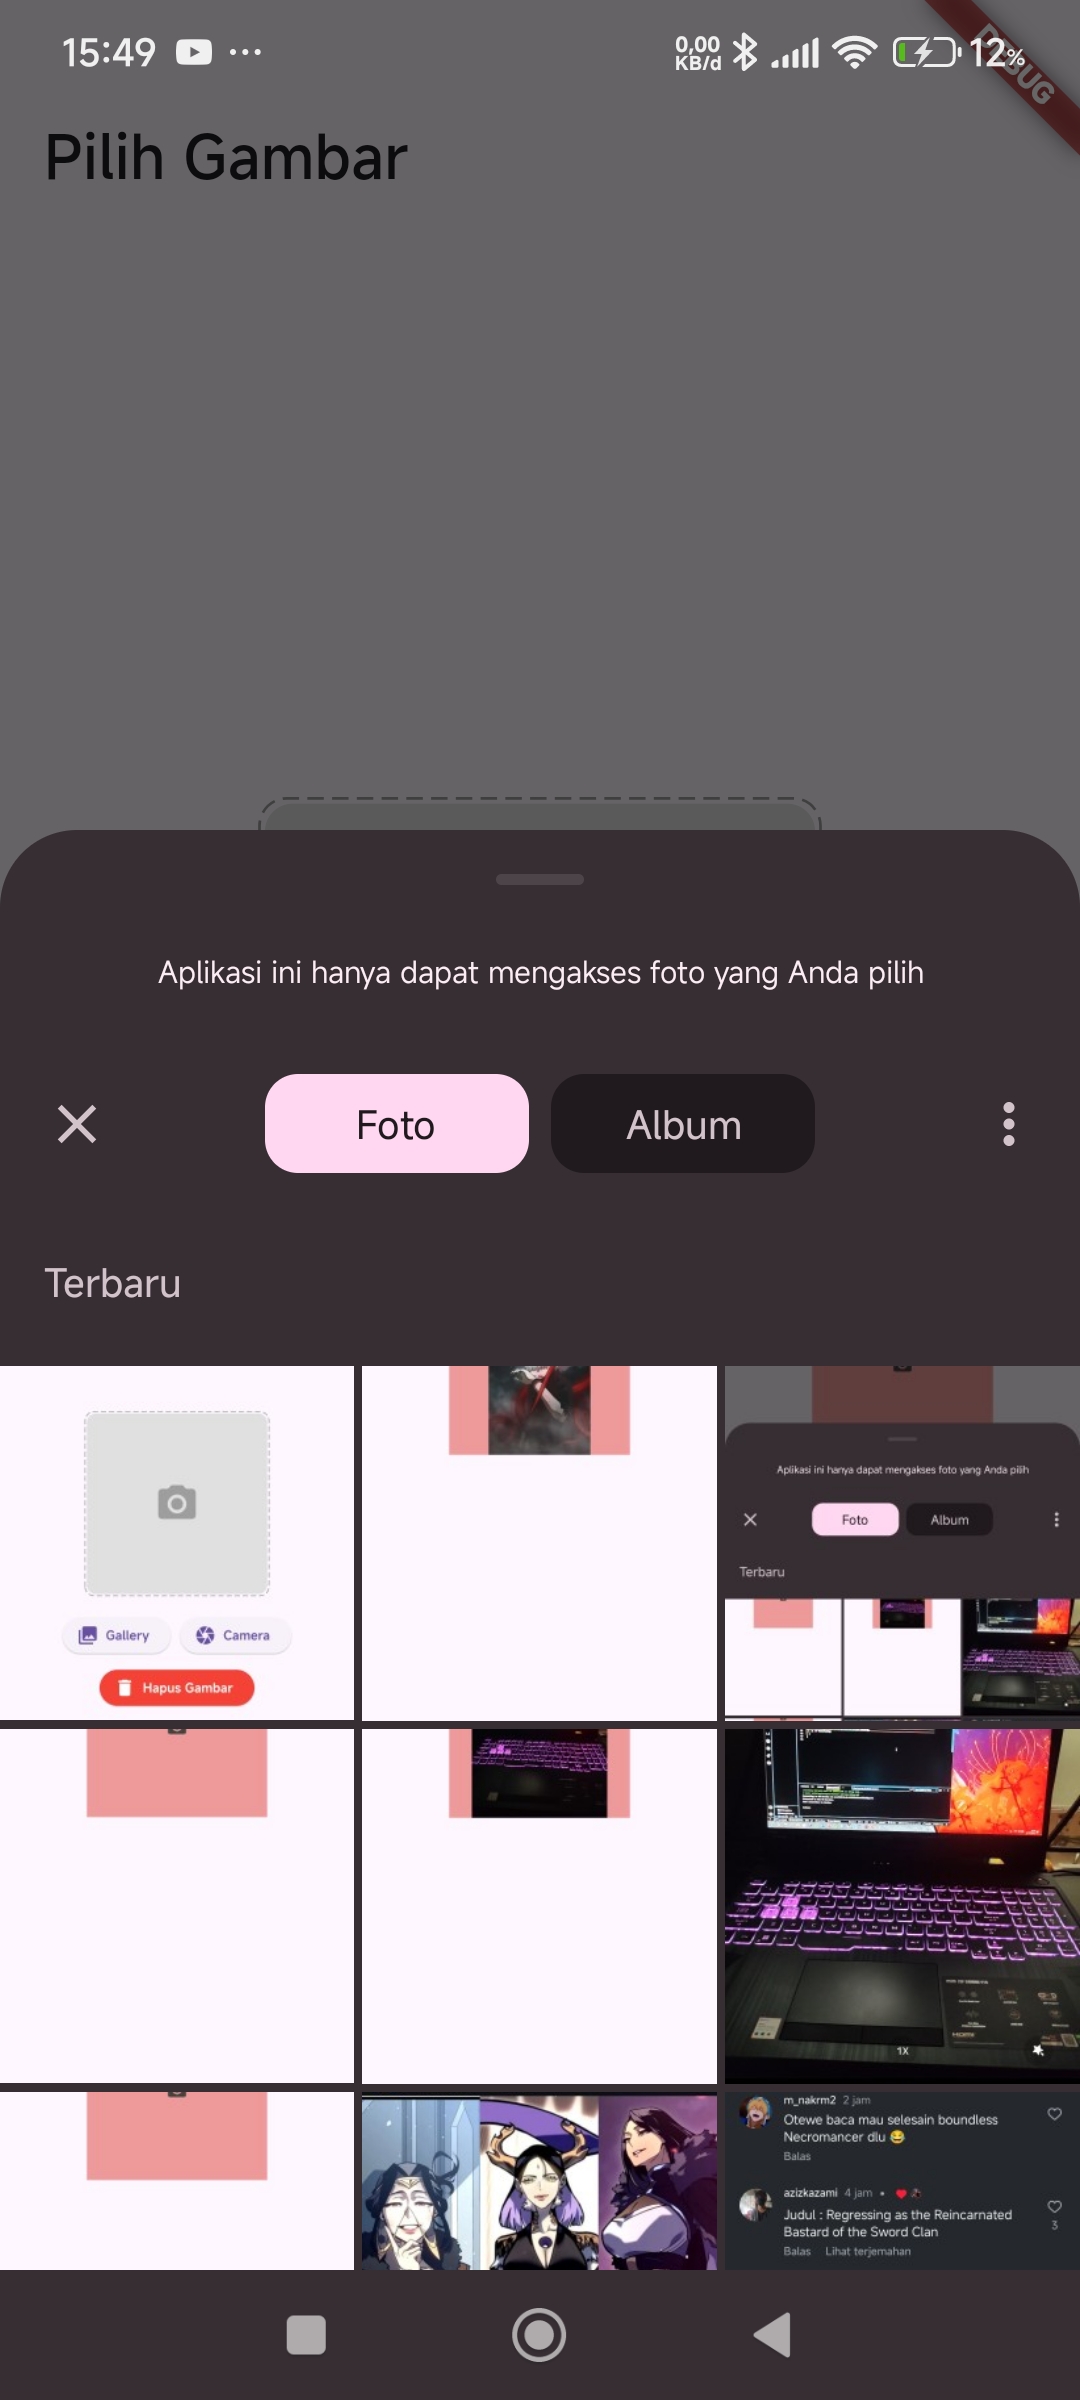 15:49
0,00
KB/d
12%
DEBUG
Pilih Gambar
Aplikasi ini hanya dapat mengakses foto yang Anda pilih
Foto
Album
Terbaru
Gallery
Camera
Hapus Gambar
Aplikasi ini hanya dapat mengakses foto yang Anda pilih
Foto
Album
Terbaru
1X
m_nakrm2 2 jam
Otewe baca mau selesain boundless
Necromancer dlu 😂
Balas
azizkazami 4 jam
Judul : Regressing as the Reincarnated
Bastard of the Sword Clan
3
Balas Lihat terjemahan